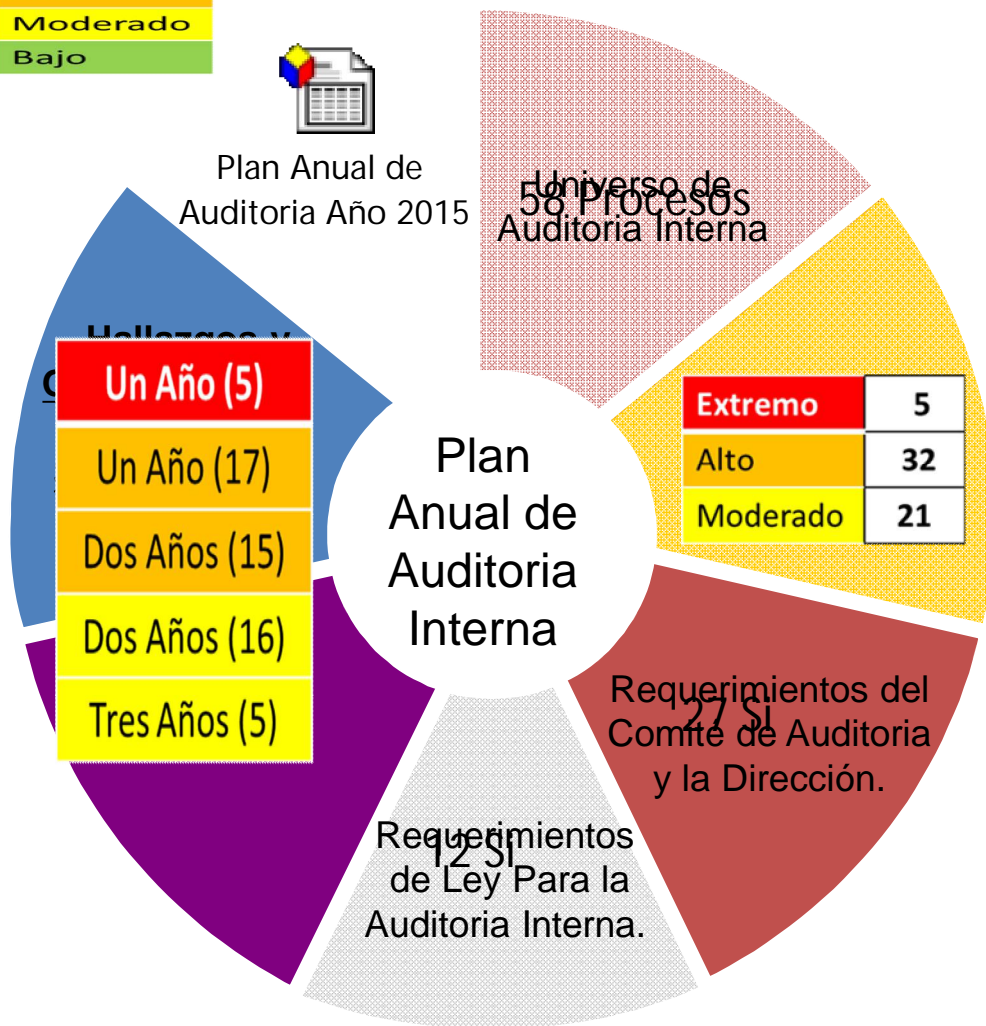 Moderado
Bajo
Plan Anual de
Auditoria Año 2015
58 Procesos
Universo de
Auditoria Interna
Hallazgos y
Un Año (5)
Un Año (17)
Dos Años (15)
Dos Años (16)
Tres Años (5)
Plan
Anual de
Auditoria
Interna
Extremo 5
Alto 32
Moderado 21
27 Si
Requerimientos del
Comité de Auditoria
y la Dirección.
12 Si
Requerimientos
de Ley Para la
Auditoria Interna.